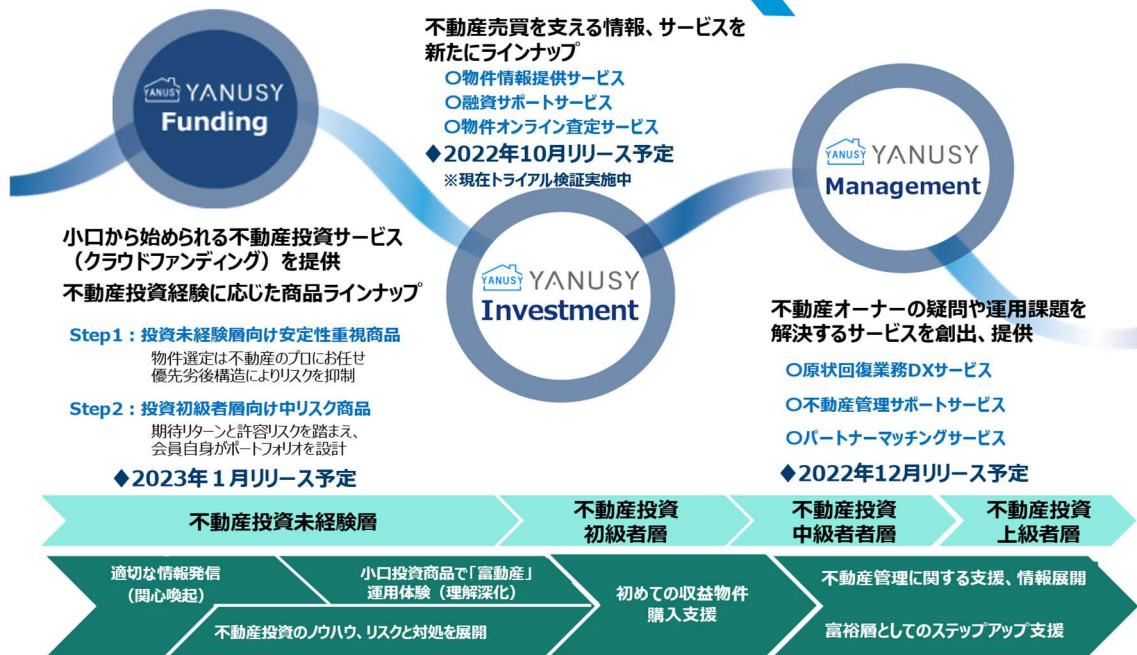 YANUSY YANUSY
Funding
小口から始められる不動産投資サービス
（クラウドファンディング）を提供
不動産投資経験に応じた商品ラインナップ
Step1：投資未経験層向け安定性重視商品
物件選定は不動産のプロにお任せ
優先劣後構造によりリスクを抑制
Step2：投資初級者層向け中リスク商品
期待リターンと許容リスクを踏まえ、
会員自身がポートフォリオを設計
◆2023年１月リリース予定
不動産売買を支える情報、サービスを
新たにラインナップ
〇物件情報提供サービス
〇融資サポートサービス
〇物件オンライン査定サービス
◆2022年10月リリース予定
※現在トライアル検証実施中
YANUSY YANUSY
Investment
YANUSY YANUSY
Management
不動産オーナーの疑問や運用課題を
解決するサービスを創出、提供
〇原状回復業務DXサービス
〇不動産管理サポートサービス
〇パートナーマッチングサービス
◆2022年12月リリース予定
不動産投資未経験層
不動産投資
初級者層
不動産投資
中級者者層
不動産投資
上級者層
適切な情報発信
（関心喚起）
小口投資商品で「富動産」
運用体験（理解深化）
不動産投資のノウハウ、リスクと対処を展開
初めての収益物件
購入支援
不動産管理に関する支援、情報展開
富裕層としてのステップアップ支援